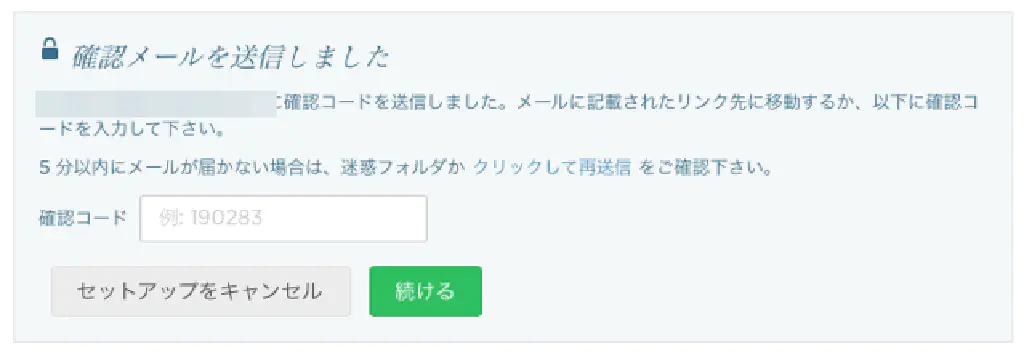 確認メールを送信しました
に確認コードを送信しました。メールに記載されたリンク先に移動するか、以下に確認コ
ードを入力して下さい。
5 分以内にメールが届かない場合は、迷惑フォルダか クリックして再送信 をご確認下さい。
確認コード 例: 190283
セットアップをキャンセル 続ける